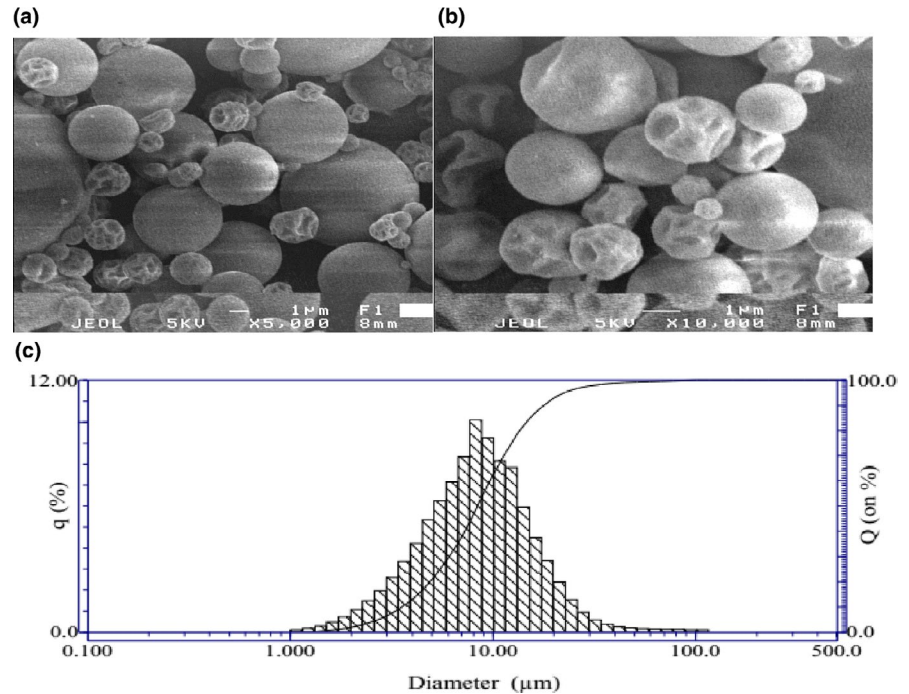 (a)
(b)
1µm F1
JEOL 5KV X5,000 8mm
1µm F1
JEOL 5KV X10,000 8mm
(c)
12.00
100.00
q (%)
Q (on %)
0.0
0.0
0.100 1.000 10.00 100.0 500.0
Diameter (µm)